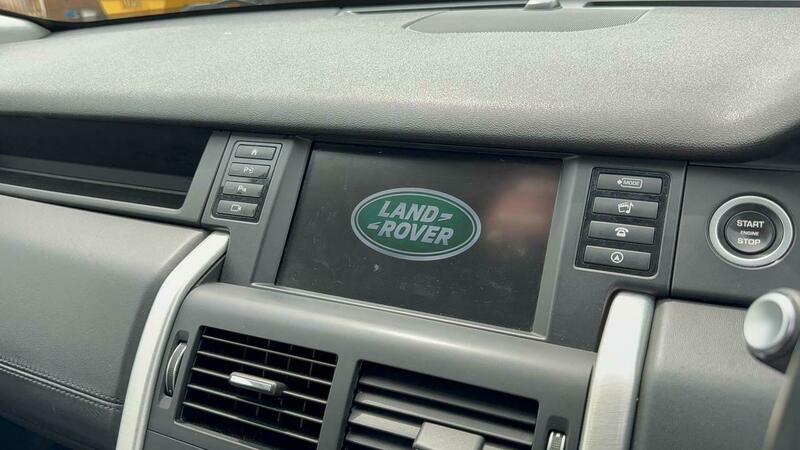 LAND
ROVER
MODE
START
ENGINE
STOP